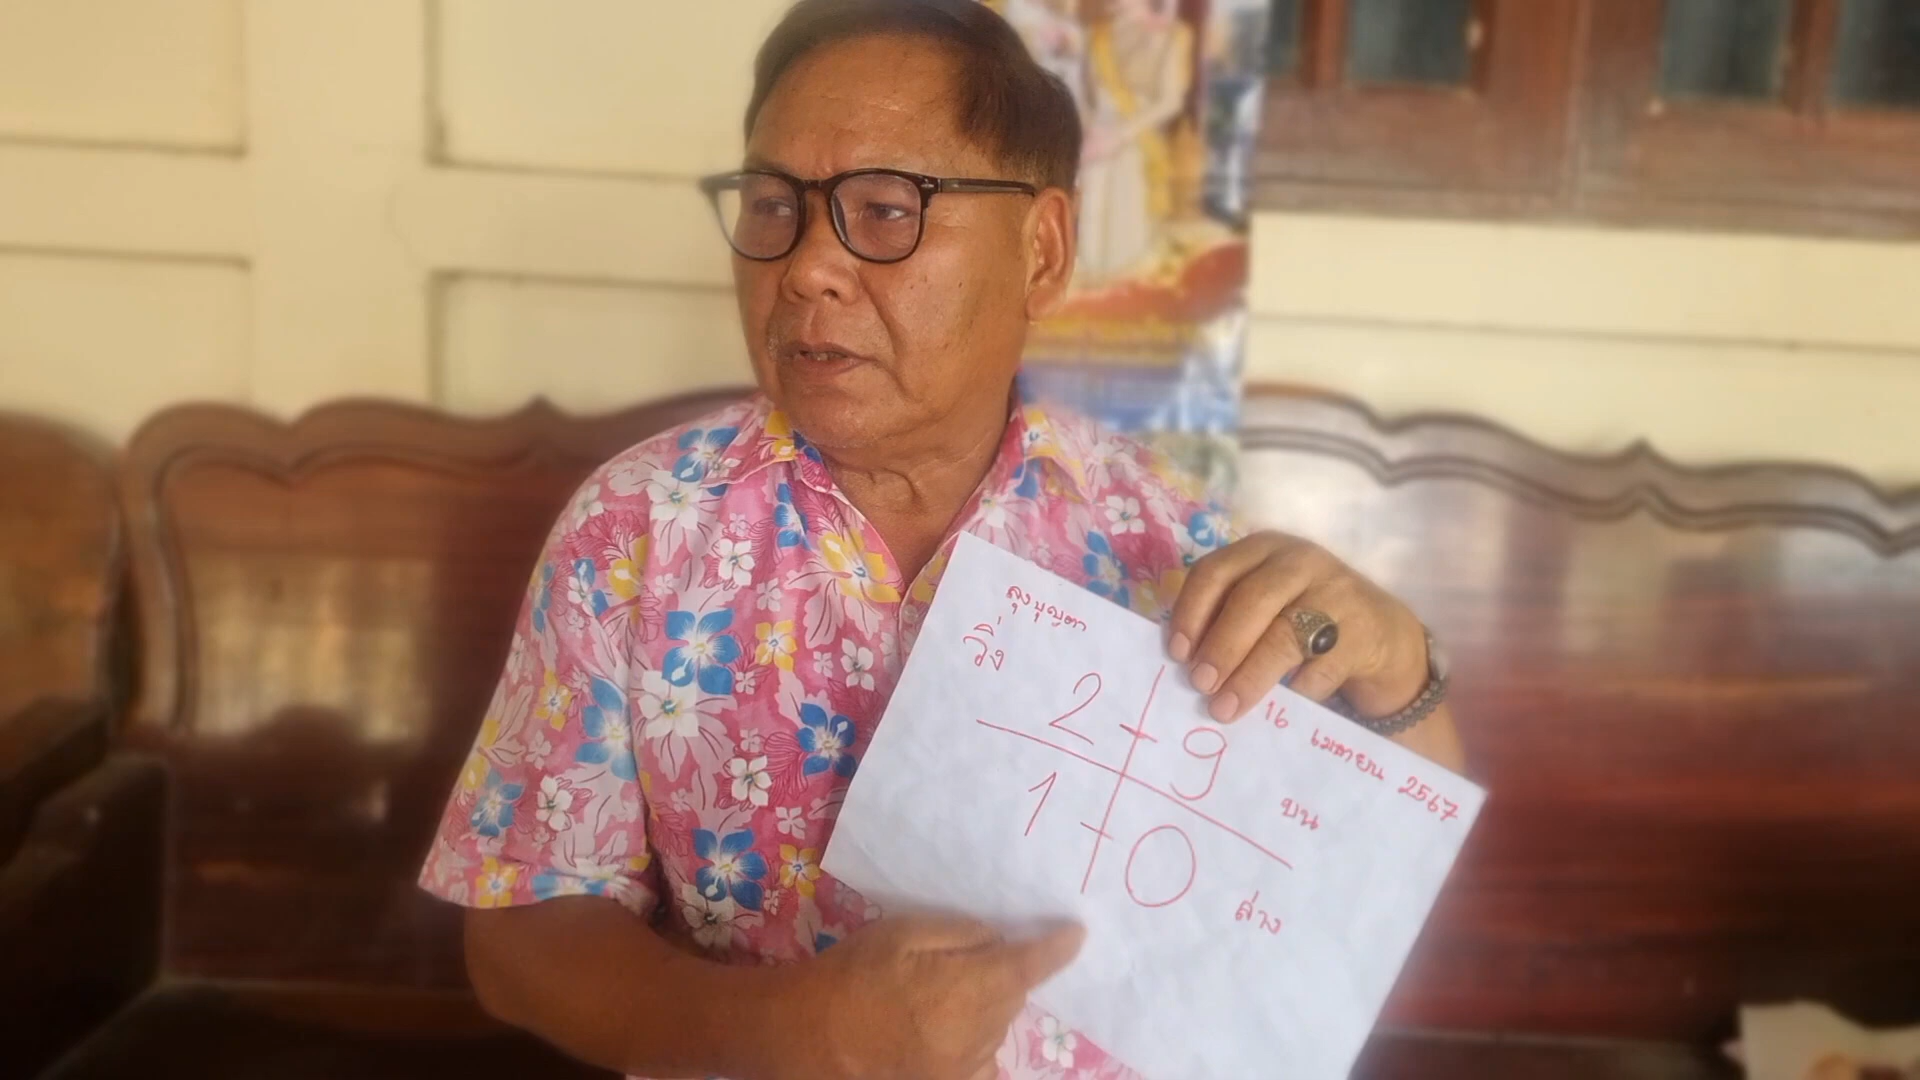 ลุงบุญตา
วิ่ง
2 + 9 บน
1 + 0 ล่าง
16 เมษายน 2567